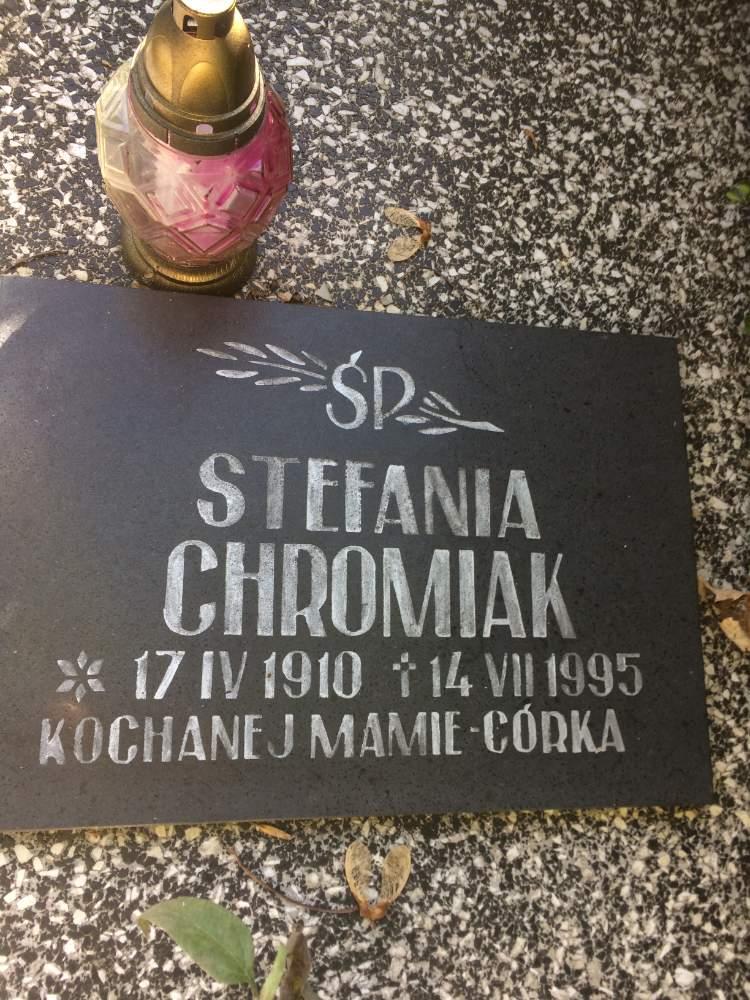 ŚP
STEFANIA
CHROMIAK
* 17 IV 1910 † 14 VII 1995
KOCHANEJ MAMIE-CÓRKA